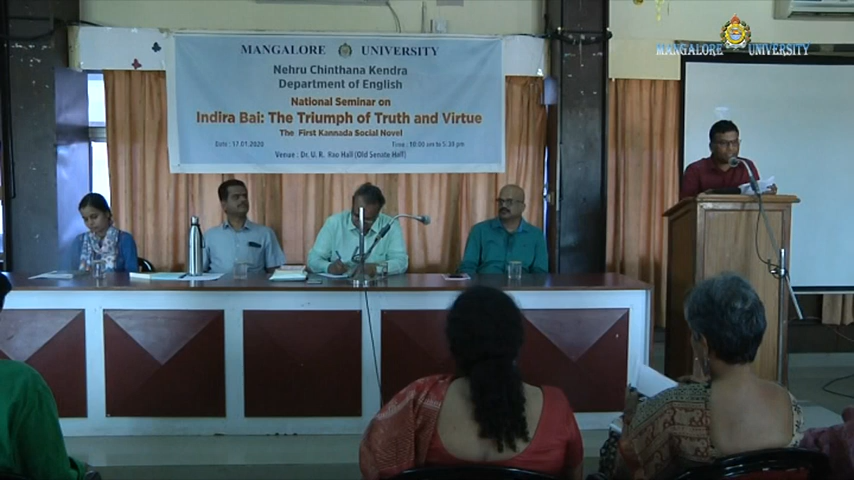 MANGALORE UNIVERSITY
Nehru Chinthana Kendra
Department of English
National Seminar on
Indira Bai: The Triumph of Truth and Virtue
The First Kannada Social Novel
Date : 17.01.2020 Time : 10:00 am to 5:30 pm
Venue : Dr. U. R. Rao Hall (Old Senate Hall)
MANGALORE UNIVERSITY